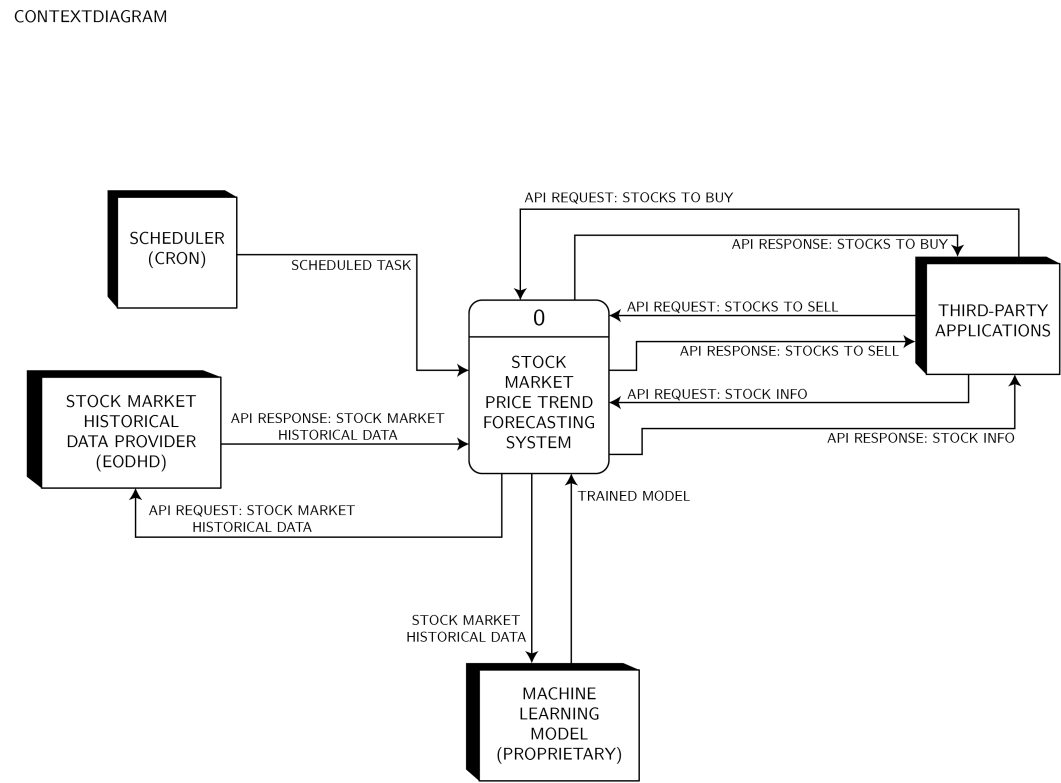 CONTEXTDIAGRAM
API REQUEST: STOCKS TO BUY
SCHEDULER
(CRON)
API RESPONSE: STOCKS TO BUY
SCHEDULED TASK
0
API REQUEST: STOCKS TO SELL
THIRD-PARTY
APPLICATIONS
API RESPONSE: STOCKS TO SELL
STOCK
MARKET
PRICE TREND
FORECASTING
SYSTEM
API REQUEST: STOCK INFO
API RESPONSE: STOCK INFO
STOCK MARKET
HISTORICAL
DATA PROVIDER
(EODHD)
API RESPONSE: STOCK MARKET
HISTORICAL DATA
TRAINED MODEL
API REQUEST: STOCK MARKET
HISTORICAL DATA
STOCK MARKET
HISTORICAL DATA
MACHINE
LEARNING
MODEL
(PROPRIETARY)